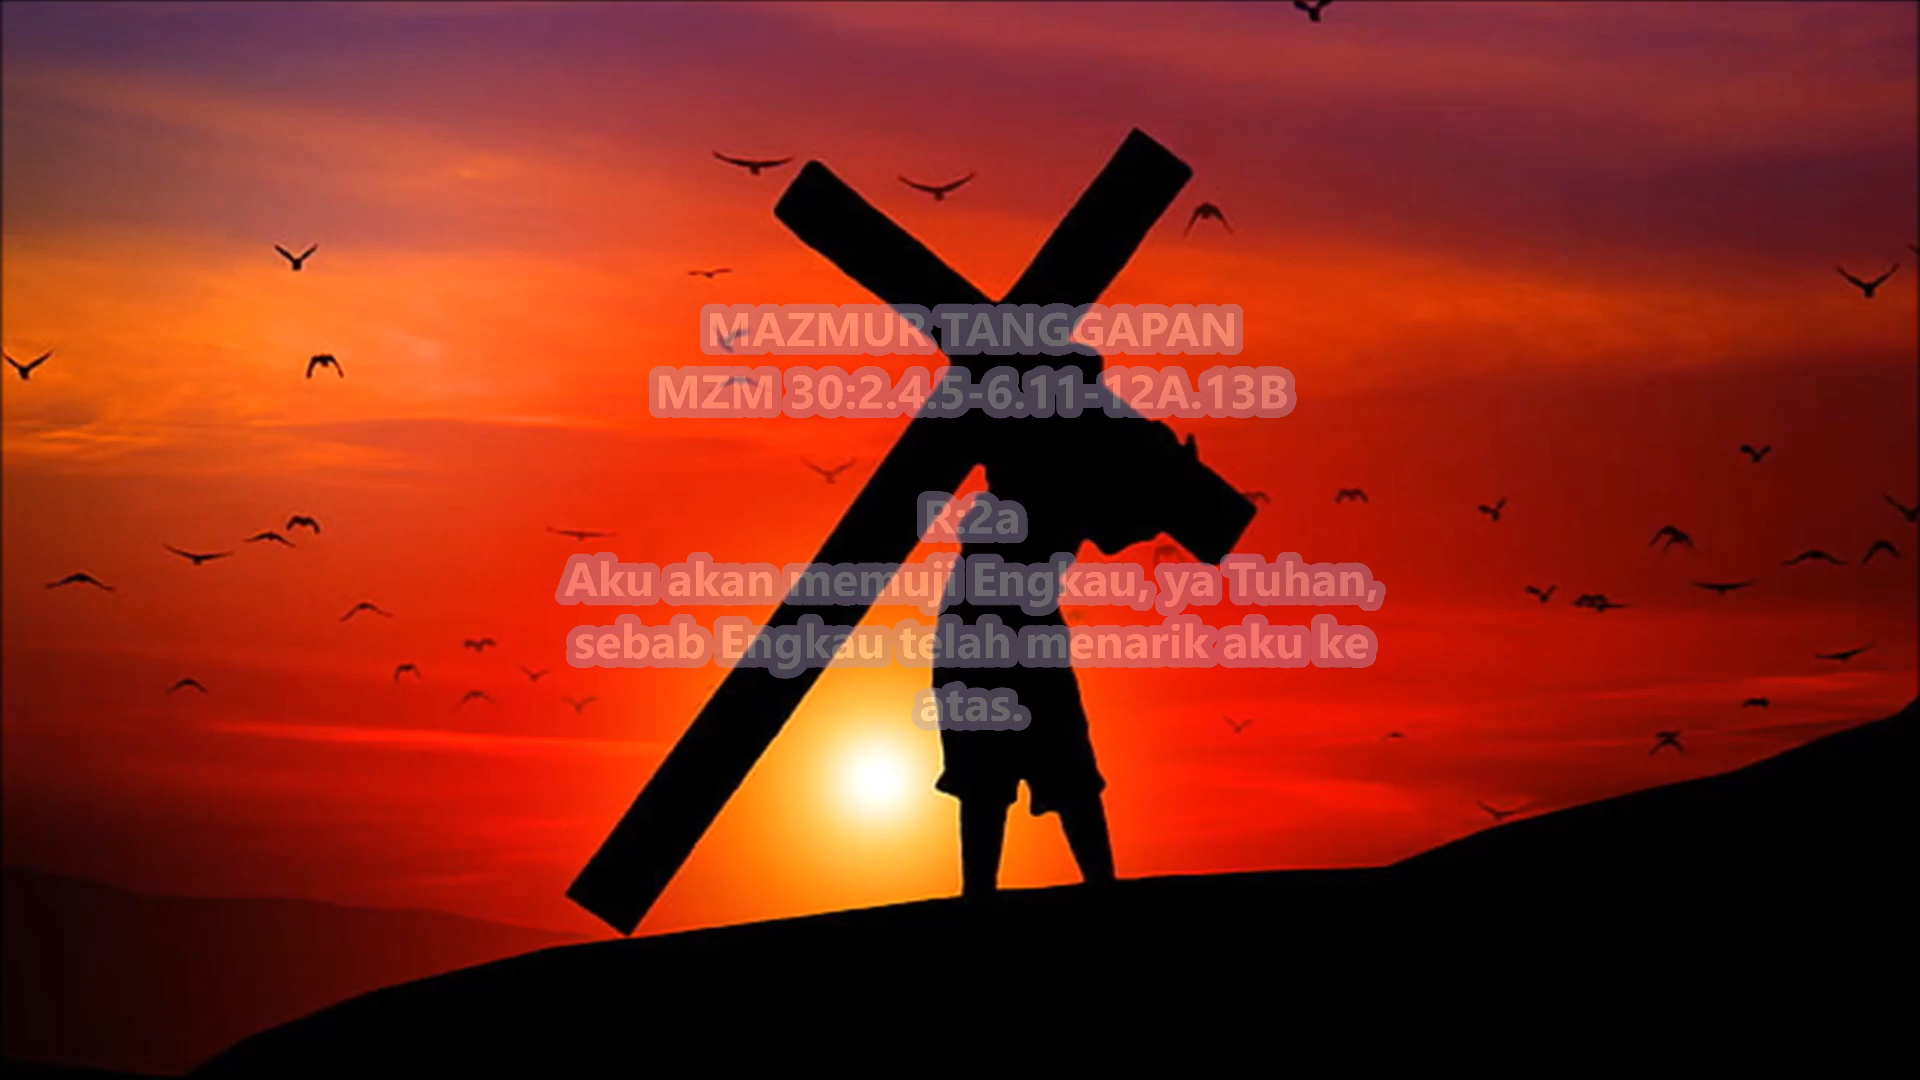 MAZMUR TANGGAPAN
MZM 30:2.4.5-6.11-12A.13B
R:2a
Aku akan memuji Engkau, ya Tuhan,
sebab Engkau telah menarik aku ke
atas.